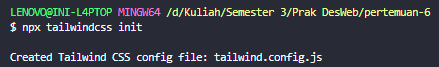 LENOVO@INI-L4PTOP MINGW64 /d/Kuliah/Semester 3/Prak DesWeb/pertemuan-6
$ npx tailwindcss init
Created Tailwind CSS config file: tailwind.config.js